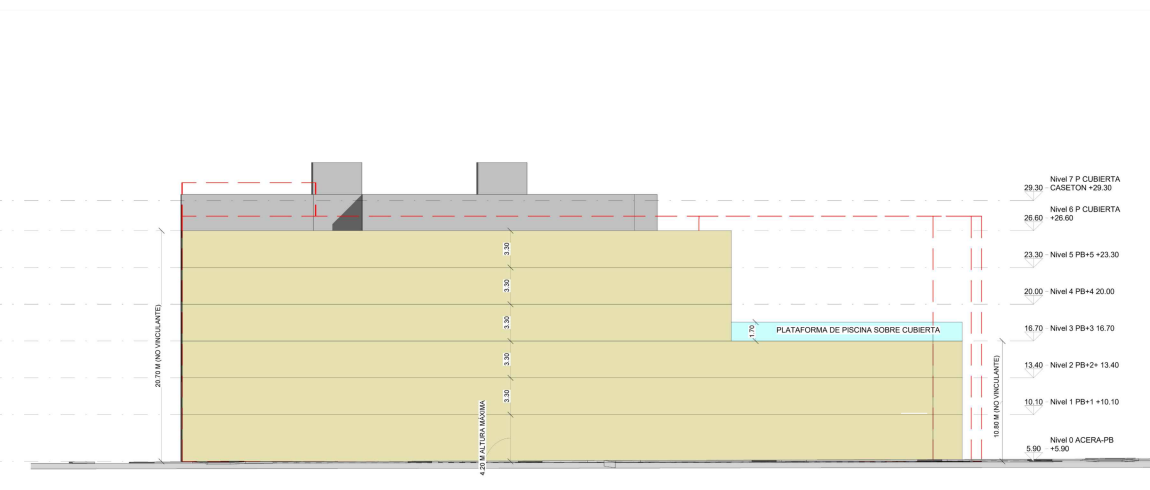 Nivel 7 P CUBIERTA
29.30 CASETON +29.30
Nivel 6 P CUBIERTA
26.60 +26.60
3.30
23.30 Nivel 5 PB+5 +23.30
3.30
20.00 Nivel 4 PB+4 20.00
3.30
1.70
PLATAFORMA DE PISCINA SOBRE CUBIERTA
16.70 Nivel 3 PB+3 16.70
20.70 M (NO VINCULANTE)
3.30
13.40 Nivel 2 PB+2+ 13.40
3.30
10.80 M (NO VINCULANTE)
10.10 Nivel 1 PB+1 +10.10
4.20 M ALTURA MÁXIMA
Nivel 0 ACERA-PB
5.90 +5.90